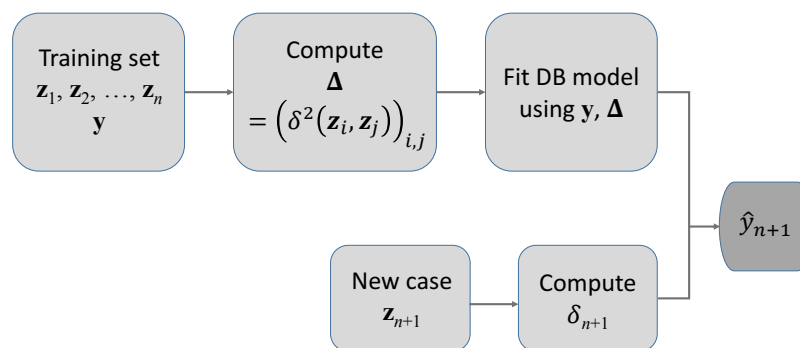 Training set
z₁, z₂, …, zₙ
y
Compute
Δ
= (δ²(zᵢ, zⱼ))ᵢ,ⱼ
Fit DB model
using y, Δ
New case
zₙ₊₁
Compute
δₙ₊₁
ŷₙ₊₁